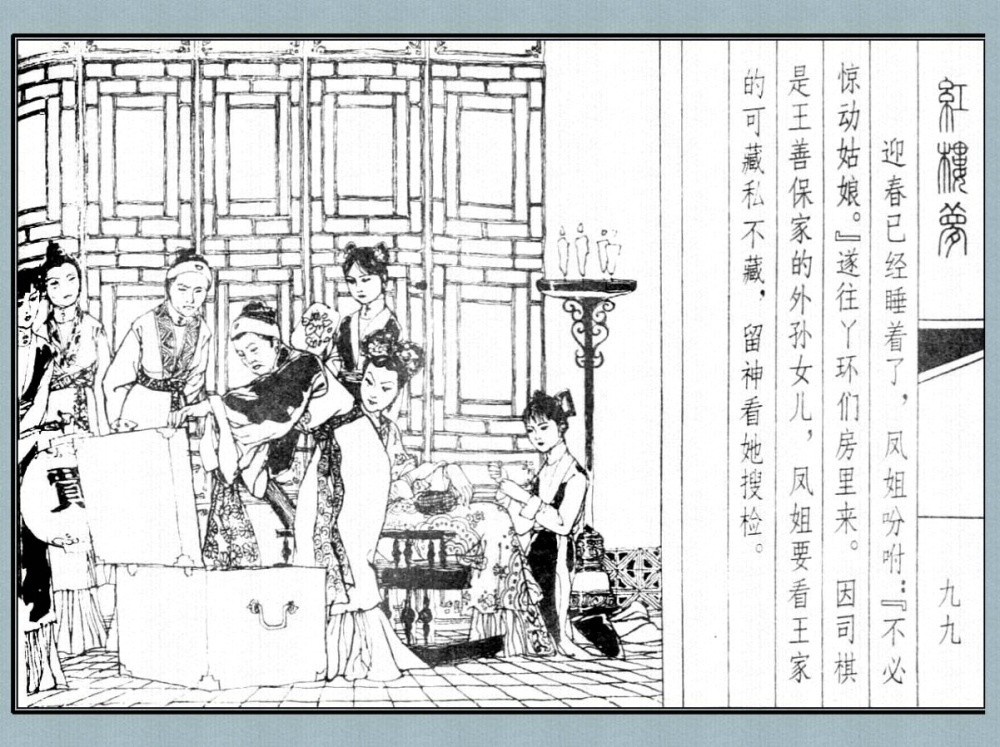 紅樓夢
九九
迎春已经睡着了，凤姐吩咐：『不必
惊动姑娘。』遂往丫环们房里来。因司棋
是王善保家的外孙女儿，凤姐要看王家
的可藏私不藏，留神看她搜检。
賈